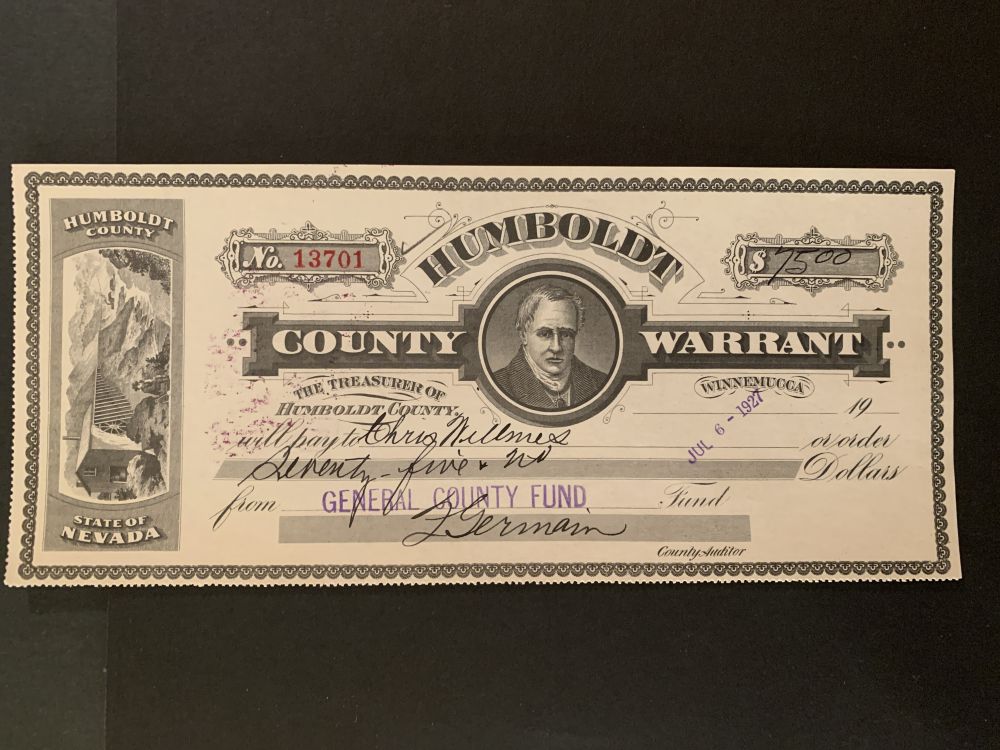 HUMBOLDT
COUNTY
STATE OF
NEVADA
No. 13701
HUMBOLDT
$ 75 00
COUNTY WARRANT
THE TREASURER OF
HUMBOLDT COUNTY
WINNEMUCCA
JUL 6 - 1927
19
will pay to Chris Willmes or order
Seventy-five & no Dollars
from GENERAL COUNTY FUND Fund
L Germain
County Auditor